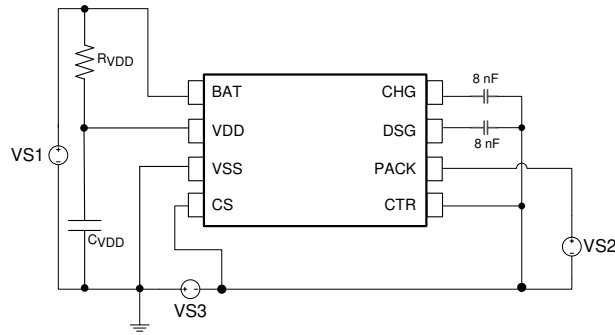 8 nF
RVDD
BAT CHG
VDD DSG
8 nF
VS1
VSS PACK
CS CTR
CVDD
VS2
VS3